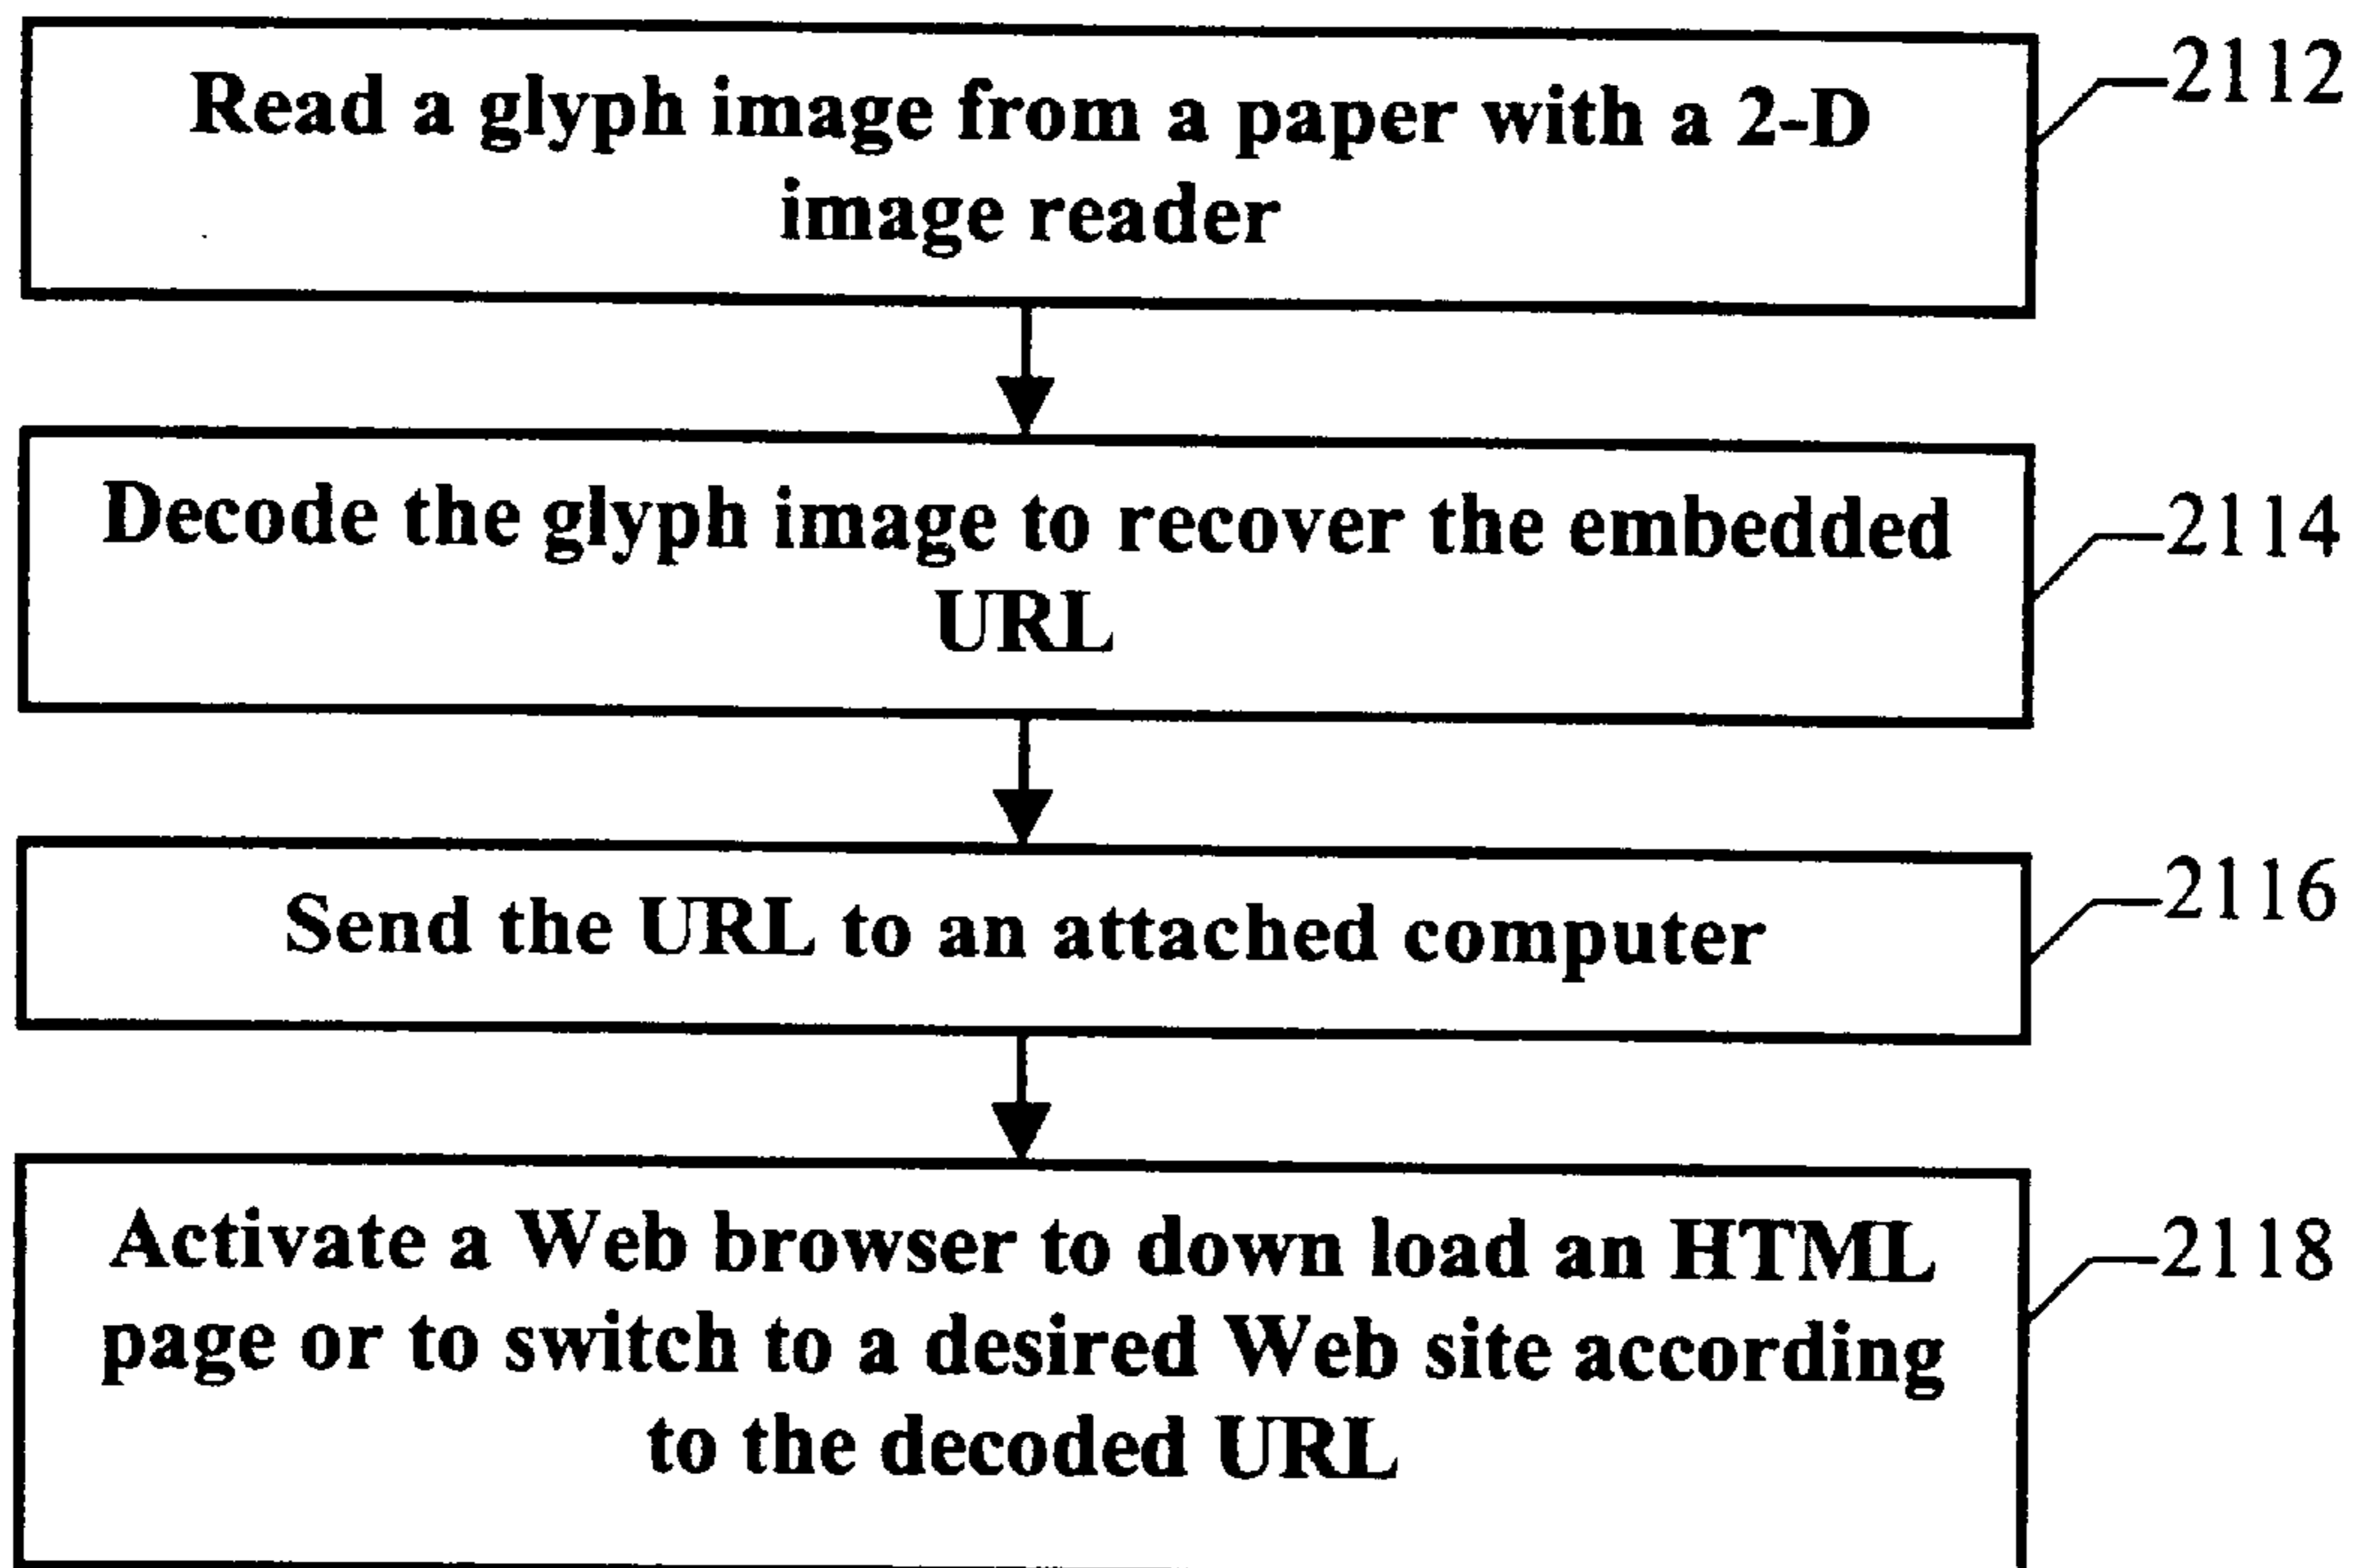 Read a glyph image from a paper with a 2-D
image reader
2112
Decode the glyph image to recover the embedded
URL
2114
Send the URL to an attached computer
2116
Activate a Web browser to down load an HTML
page or to switch to a desired Web site according
to the decoded URL
2118